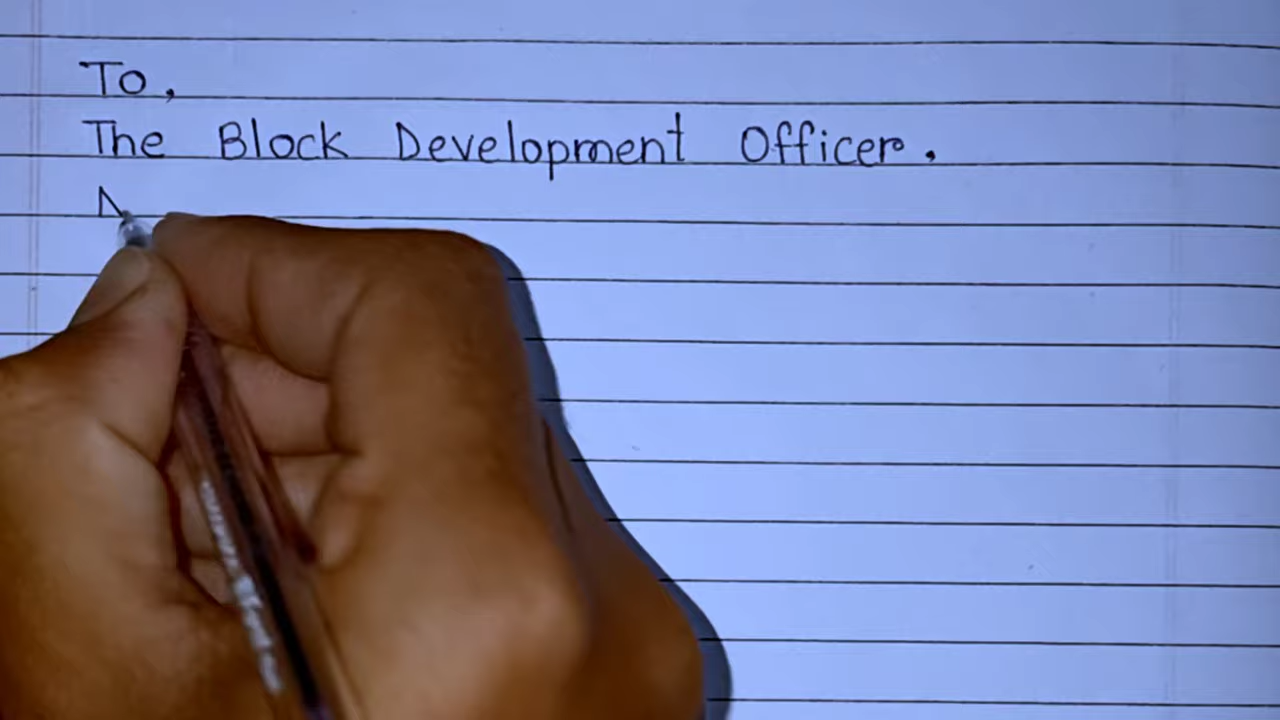 To,
The Block Development Officer.